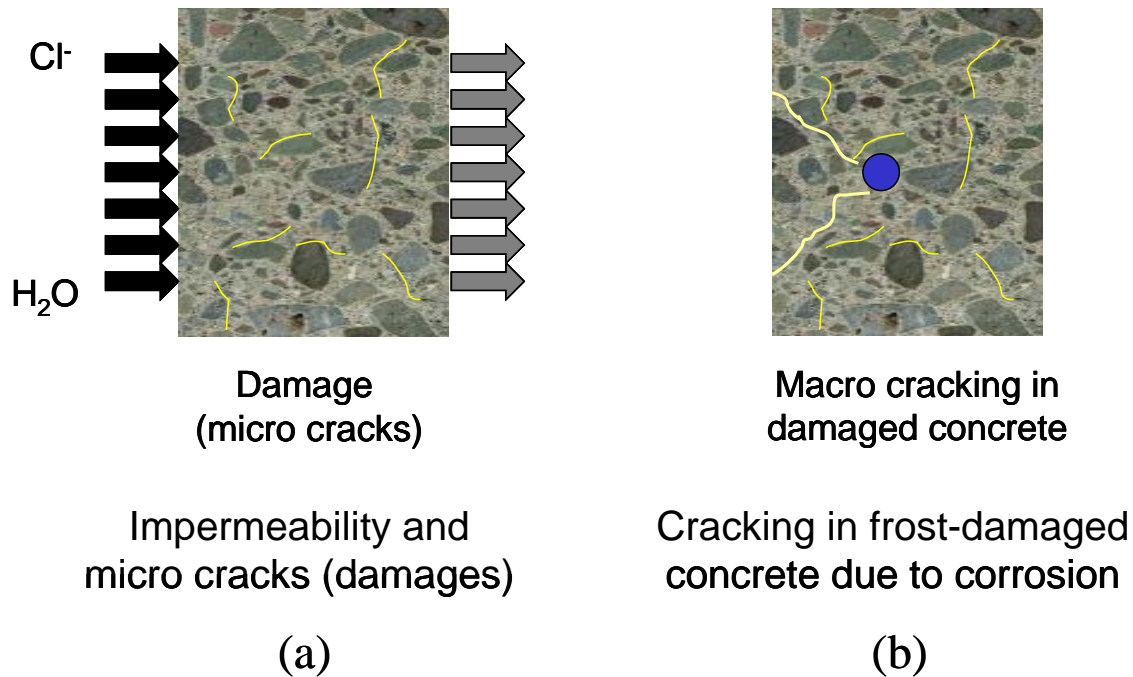 Cl-
H2O
Damage
(micro cracks)
Impermeability and
micro cracks (damages)
(a)
Macro cracking in
damaged concrete
Cracking in frost-damaged
concrete due to corrosion
(b)